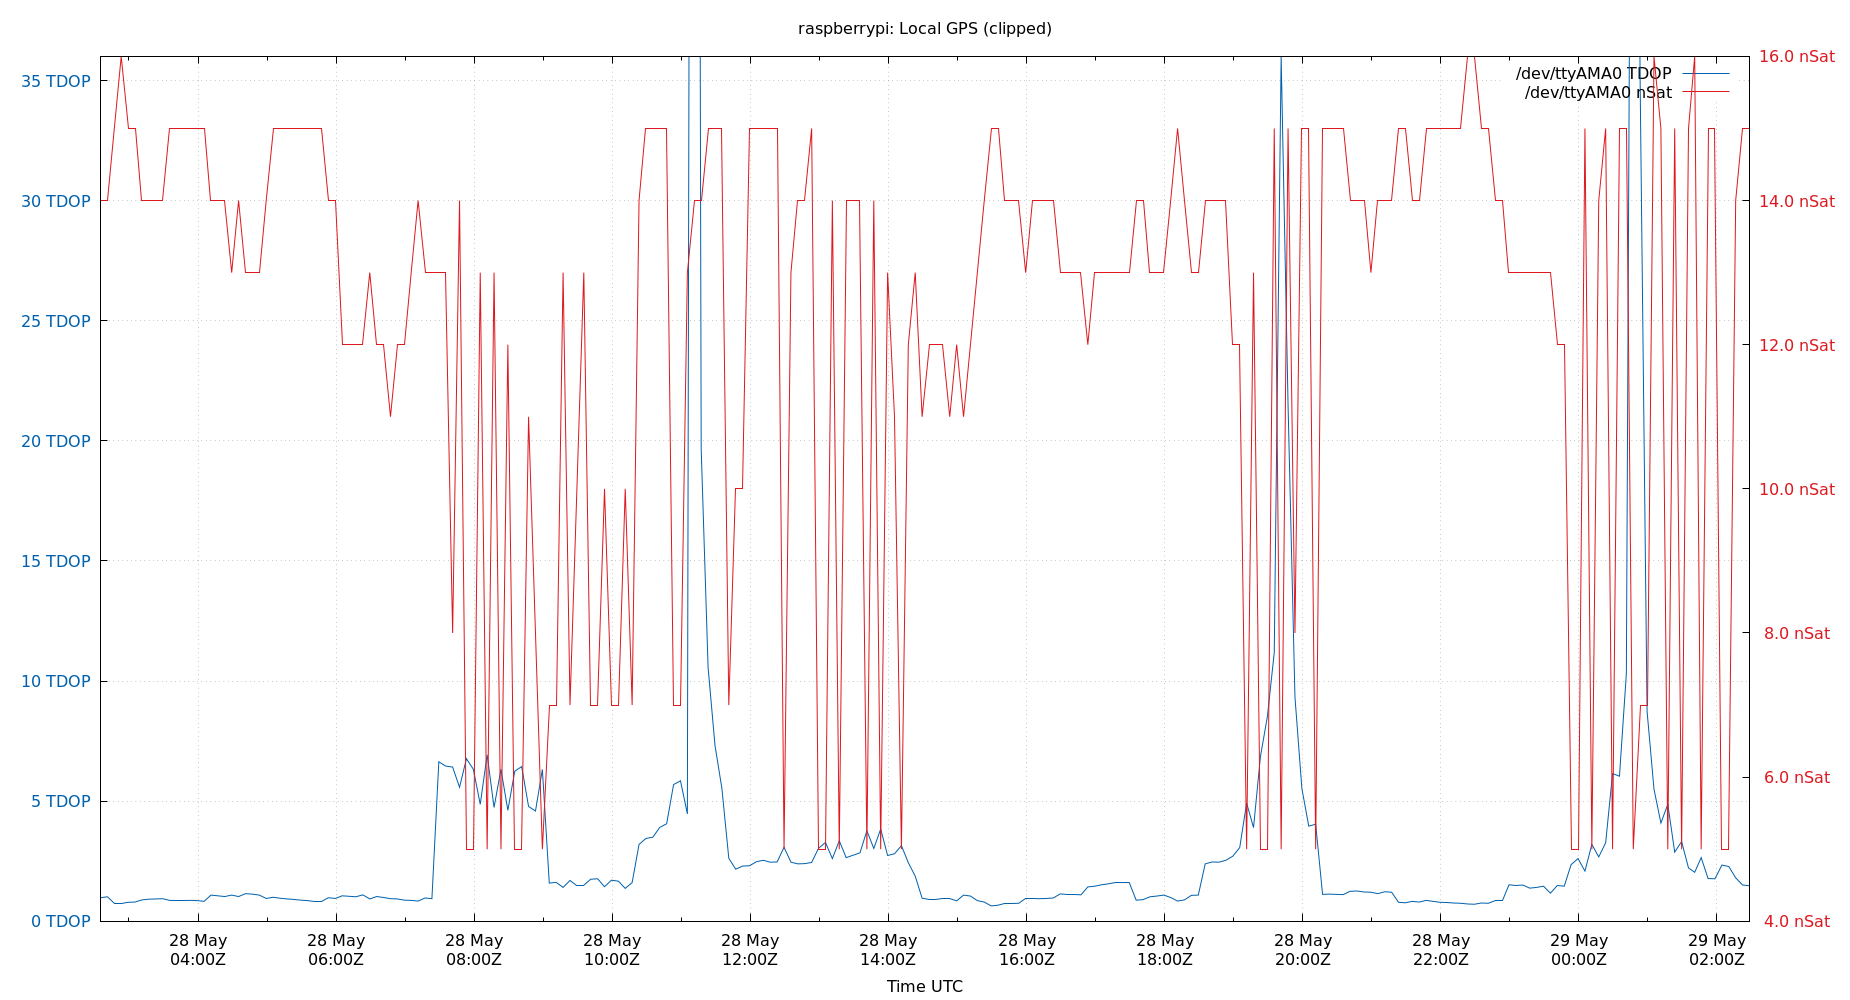 raspberrypi: Local GPS (clipped)
35 TDOP
30 TDOP
25 TDOP
20 TDOP
15 TDOP
10 TDOP
5 TDOP
0 TDOP
16.0 nSat
14.0 nSat
12.0 nSat
10.0 nSat
8.0 nSat
6.0 nSat
4.0 nSat
/dev/ttyAMA0 TDOP
/dev/ttyAMA0 nSat
28 May
04:00Z
28 May
06:00Z
28 May
08:00Z
28 May
10:00Z
28 May
12:00Z
28 May
14:00Z
28 May
16:00Z
28 May
18:00Z
28 May
20:00Z
28 May
22:00Z
29 May
00:00Z
29 May
02:00Z
Time UTC